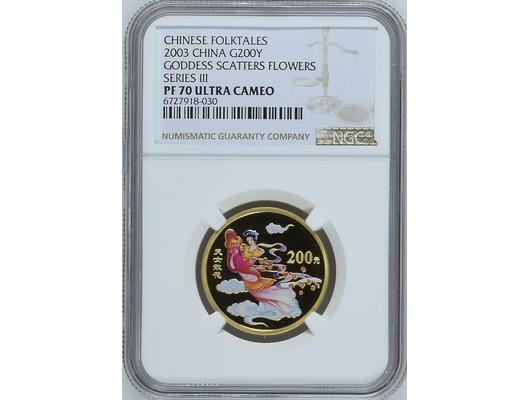 CHINESE FOLKTALES
2003 CHINA G200Y
GODDESS SCATTERS FLOWERS
SERIES III
PF 70 ULTRA CAMEO
6727918-030
NUMISMATIC GUARANTY COMPANY
NGC
天女散花
200元